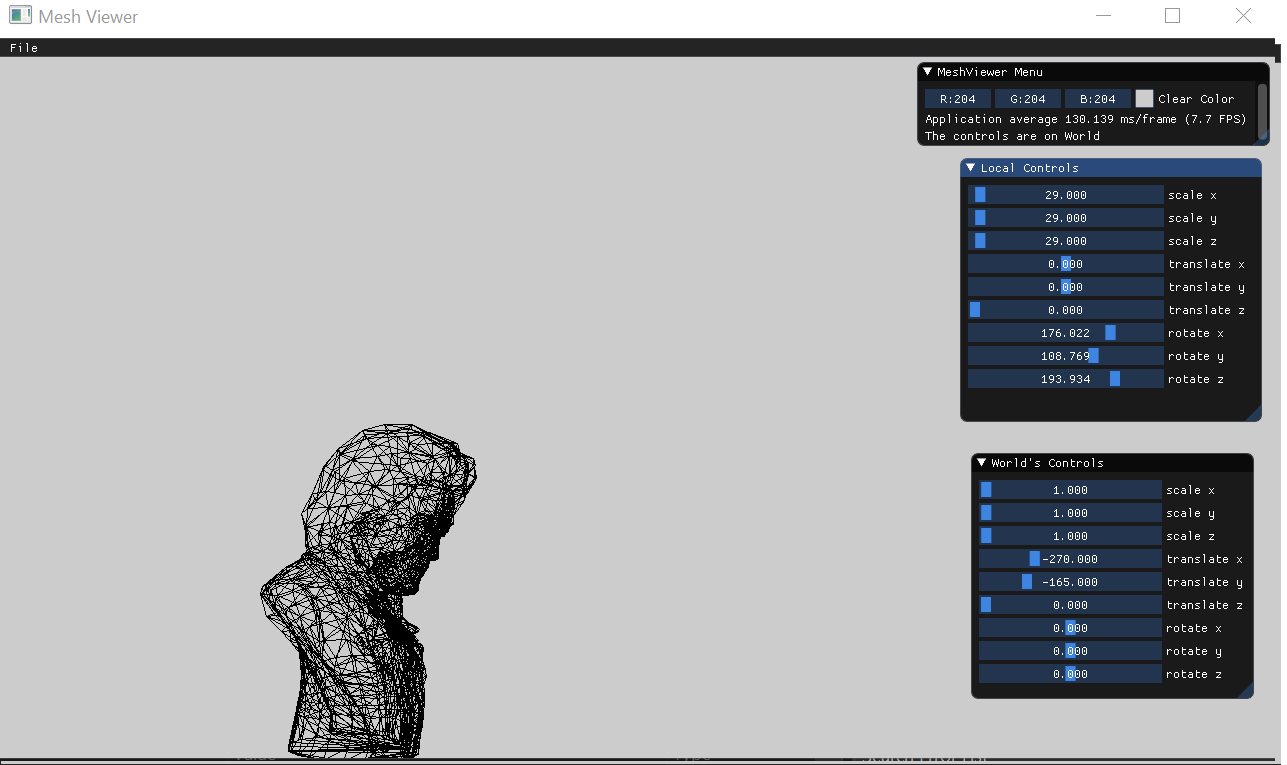 Mesh Viewer
File
MeshViewer Menu
R:204 G:204 B:204 Clear Color
Application average 130.139 ms/frame (7.7 FPS)
The controls are on World
Local Controls
29.000 scale x
29.000 scale y
29.000 scale z
0.000 translate x
0.000 translate y
0.000 translate z
176.022 rotate x
108.769 rotate y
193.934 rotate z
World's Controls
1.000 scale x
1.000 scale y
1.000 scale z
-270.000 translate x
-165.000 translate y
0.000 translate z
0.000 rotate x
0.000 rotate y
0.000 rotate z